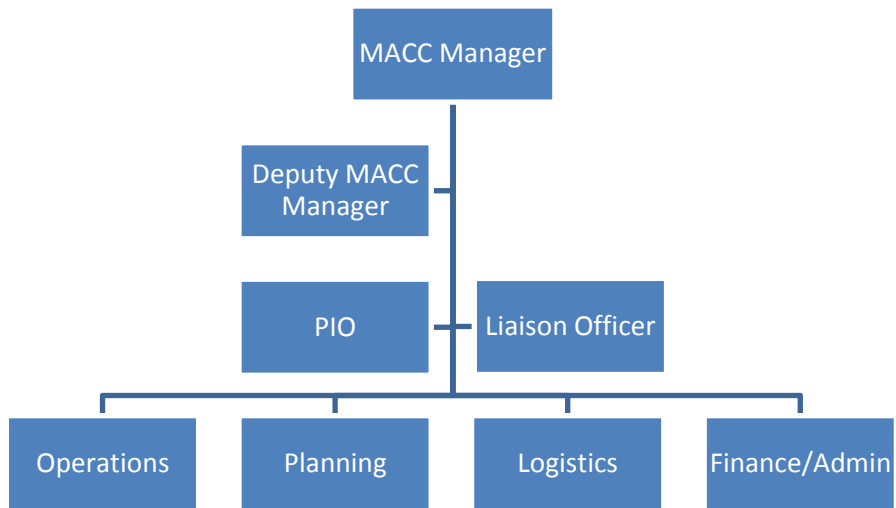 MACC Manager
Deputy MACC
Manager
PIO
Liaison Officer
Operations
Planning
Logistics
Finance/Admin